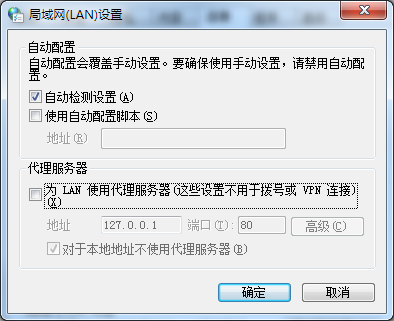 局域网(LAN)设置
自动配置
自动配置会覆盖手动设置。要确保使用手动设置，请禁用自动配
置。
自动检测设置(A)
使用自动配置脚本(S)
地址(R)
代理服务器
为 LAN 使用代理服务器(这些设置不用于拨号或 VPN 连接)
(X)
地址 127.0.0.1 端口(T): 80 高级(C)
对于本地地址不使用代理服务器(B)
确定 取消